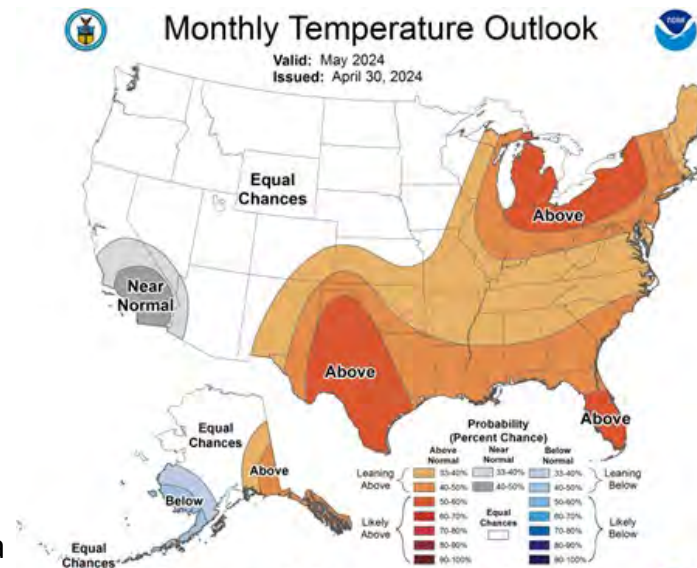 Monthly Temperature Outlook
Valid: May 2024
Issued: April 30, 2024
Equal
Chances
Above
Near
Normal
Above
Above
Equal
Chances
Above
Below
Equal
Chances
Probability
(Percent Chance)
Above
Normal
Near
Normal
Below
Normal
Leaning
Above
33-40%
40-50%
33-40%
40-50%
33-40%
40-50%
Leaning
Below
Likely
Above
50-60%
60-70%
70-80%
80-90%
90-100%
Equal
Chances
50-60%
60-70%
70-80%
80-90%
90-100%
Likely
Below